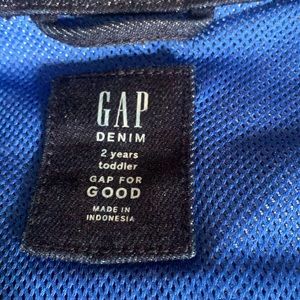 GAP
DENIM
2 years
toddler
GAP FOR
GOOD
MADE IN
INDONESIA